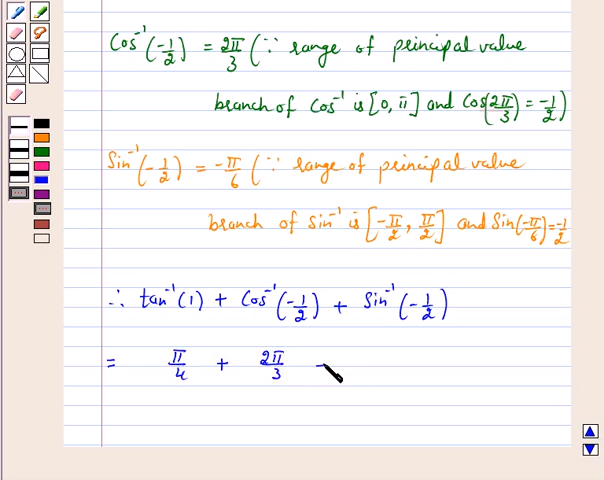 Cos⁻¹(-1/2) = 2π/3 (∵ range of principal value
branch of Cos⁻¹ is [0, π] and Cos(2π/3) = -1/2)
Sin⁻¹(-1/2) = -π/6 (∵ range of principal value
branch of Sin⁻¹ is [-π/2, π/2] and Sin(-π/6) = -1/2
∴ tan⁻¹(1) + Cos⁻¹(-1/2) + Sin⁻¹(-1/2)
= π/4 + 2π/3 -